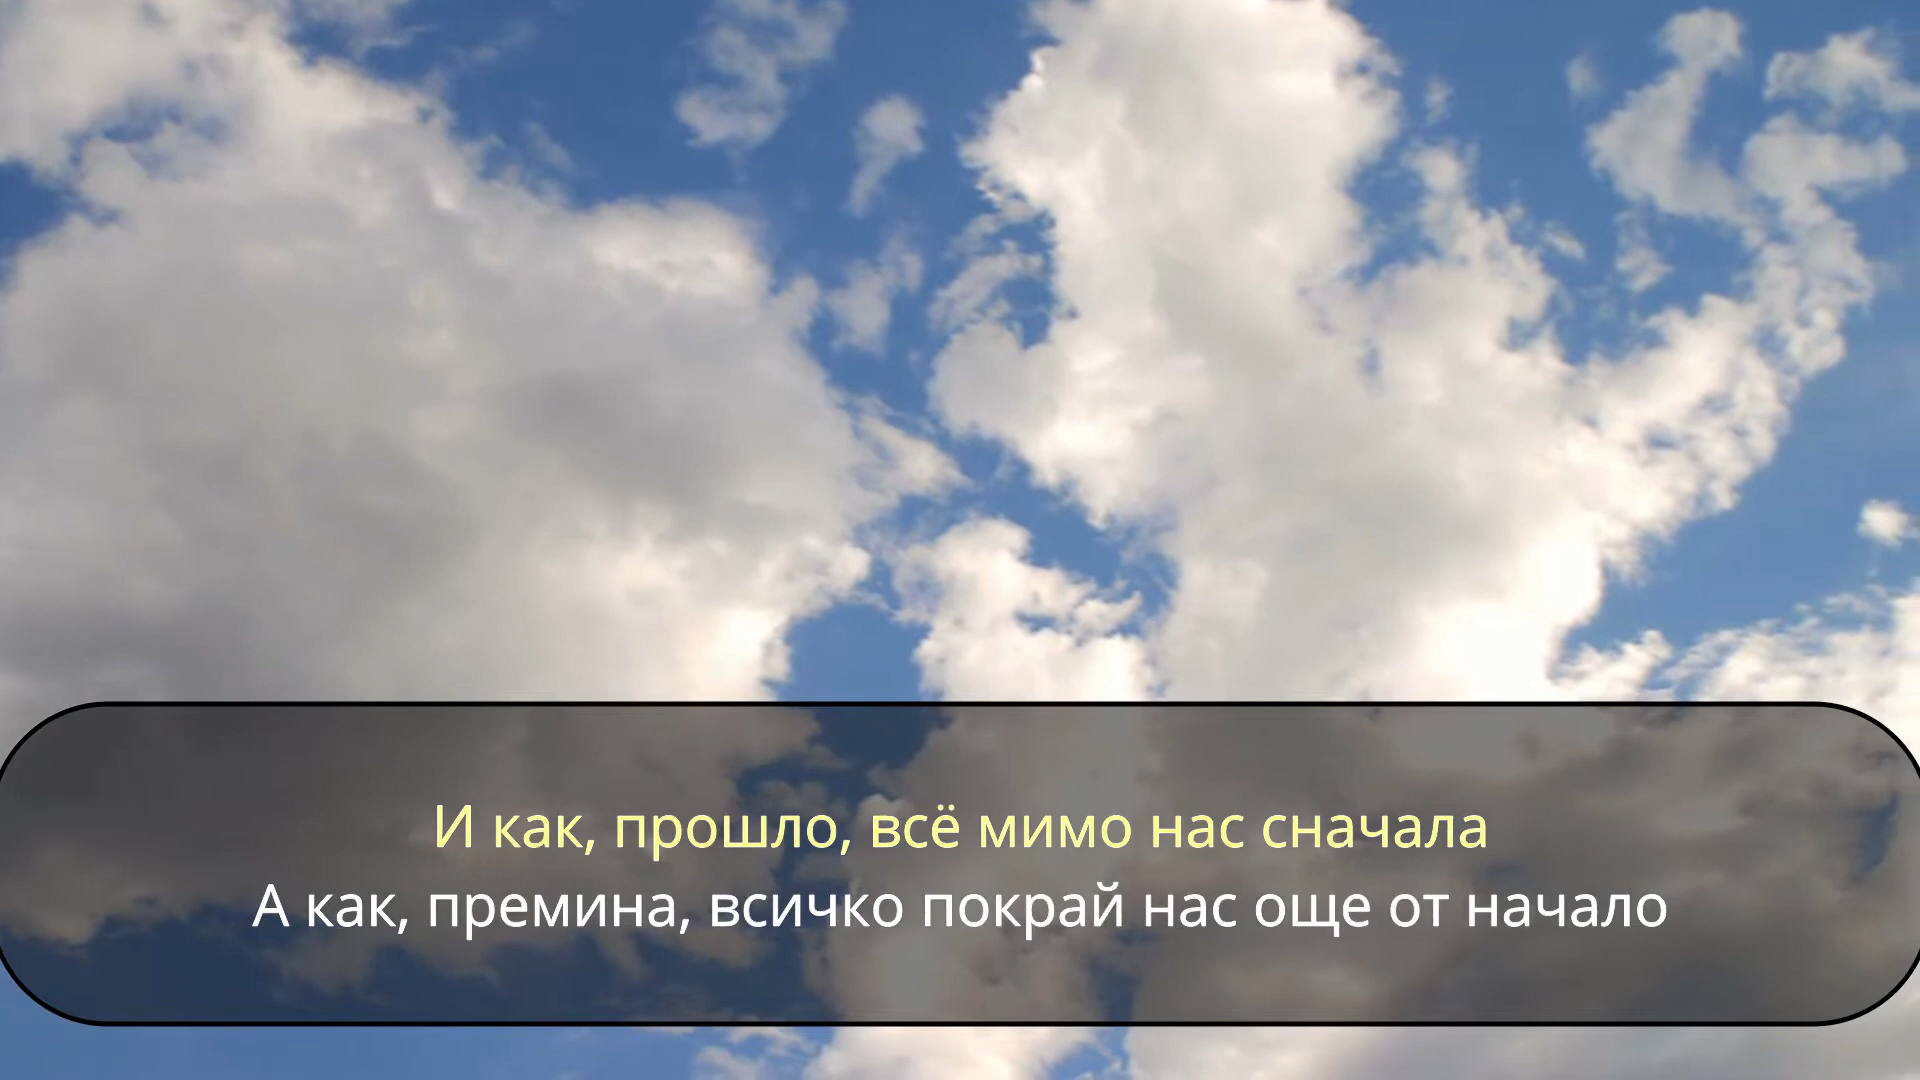 И как, прошло, всё мимо нас сначала
А как, премина, всичко покрай нас още от начало